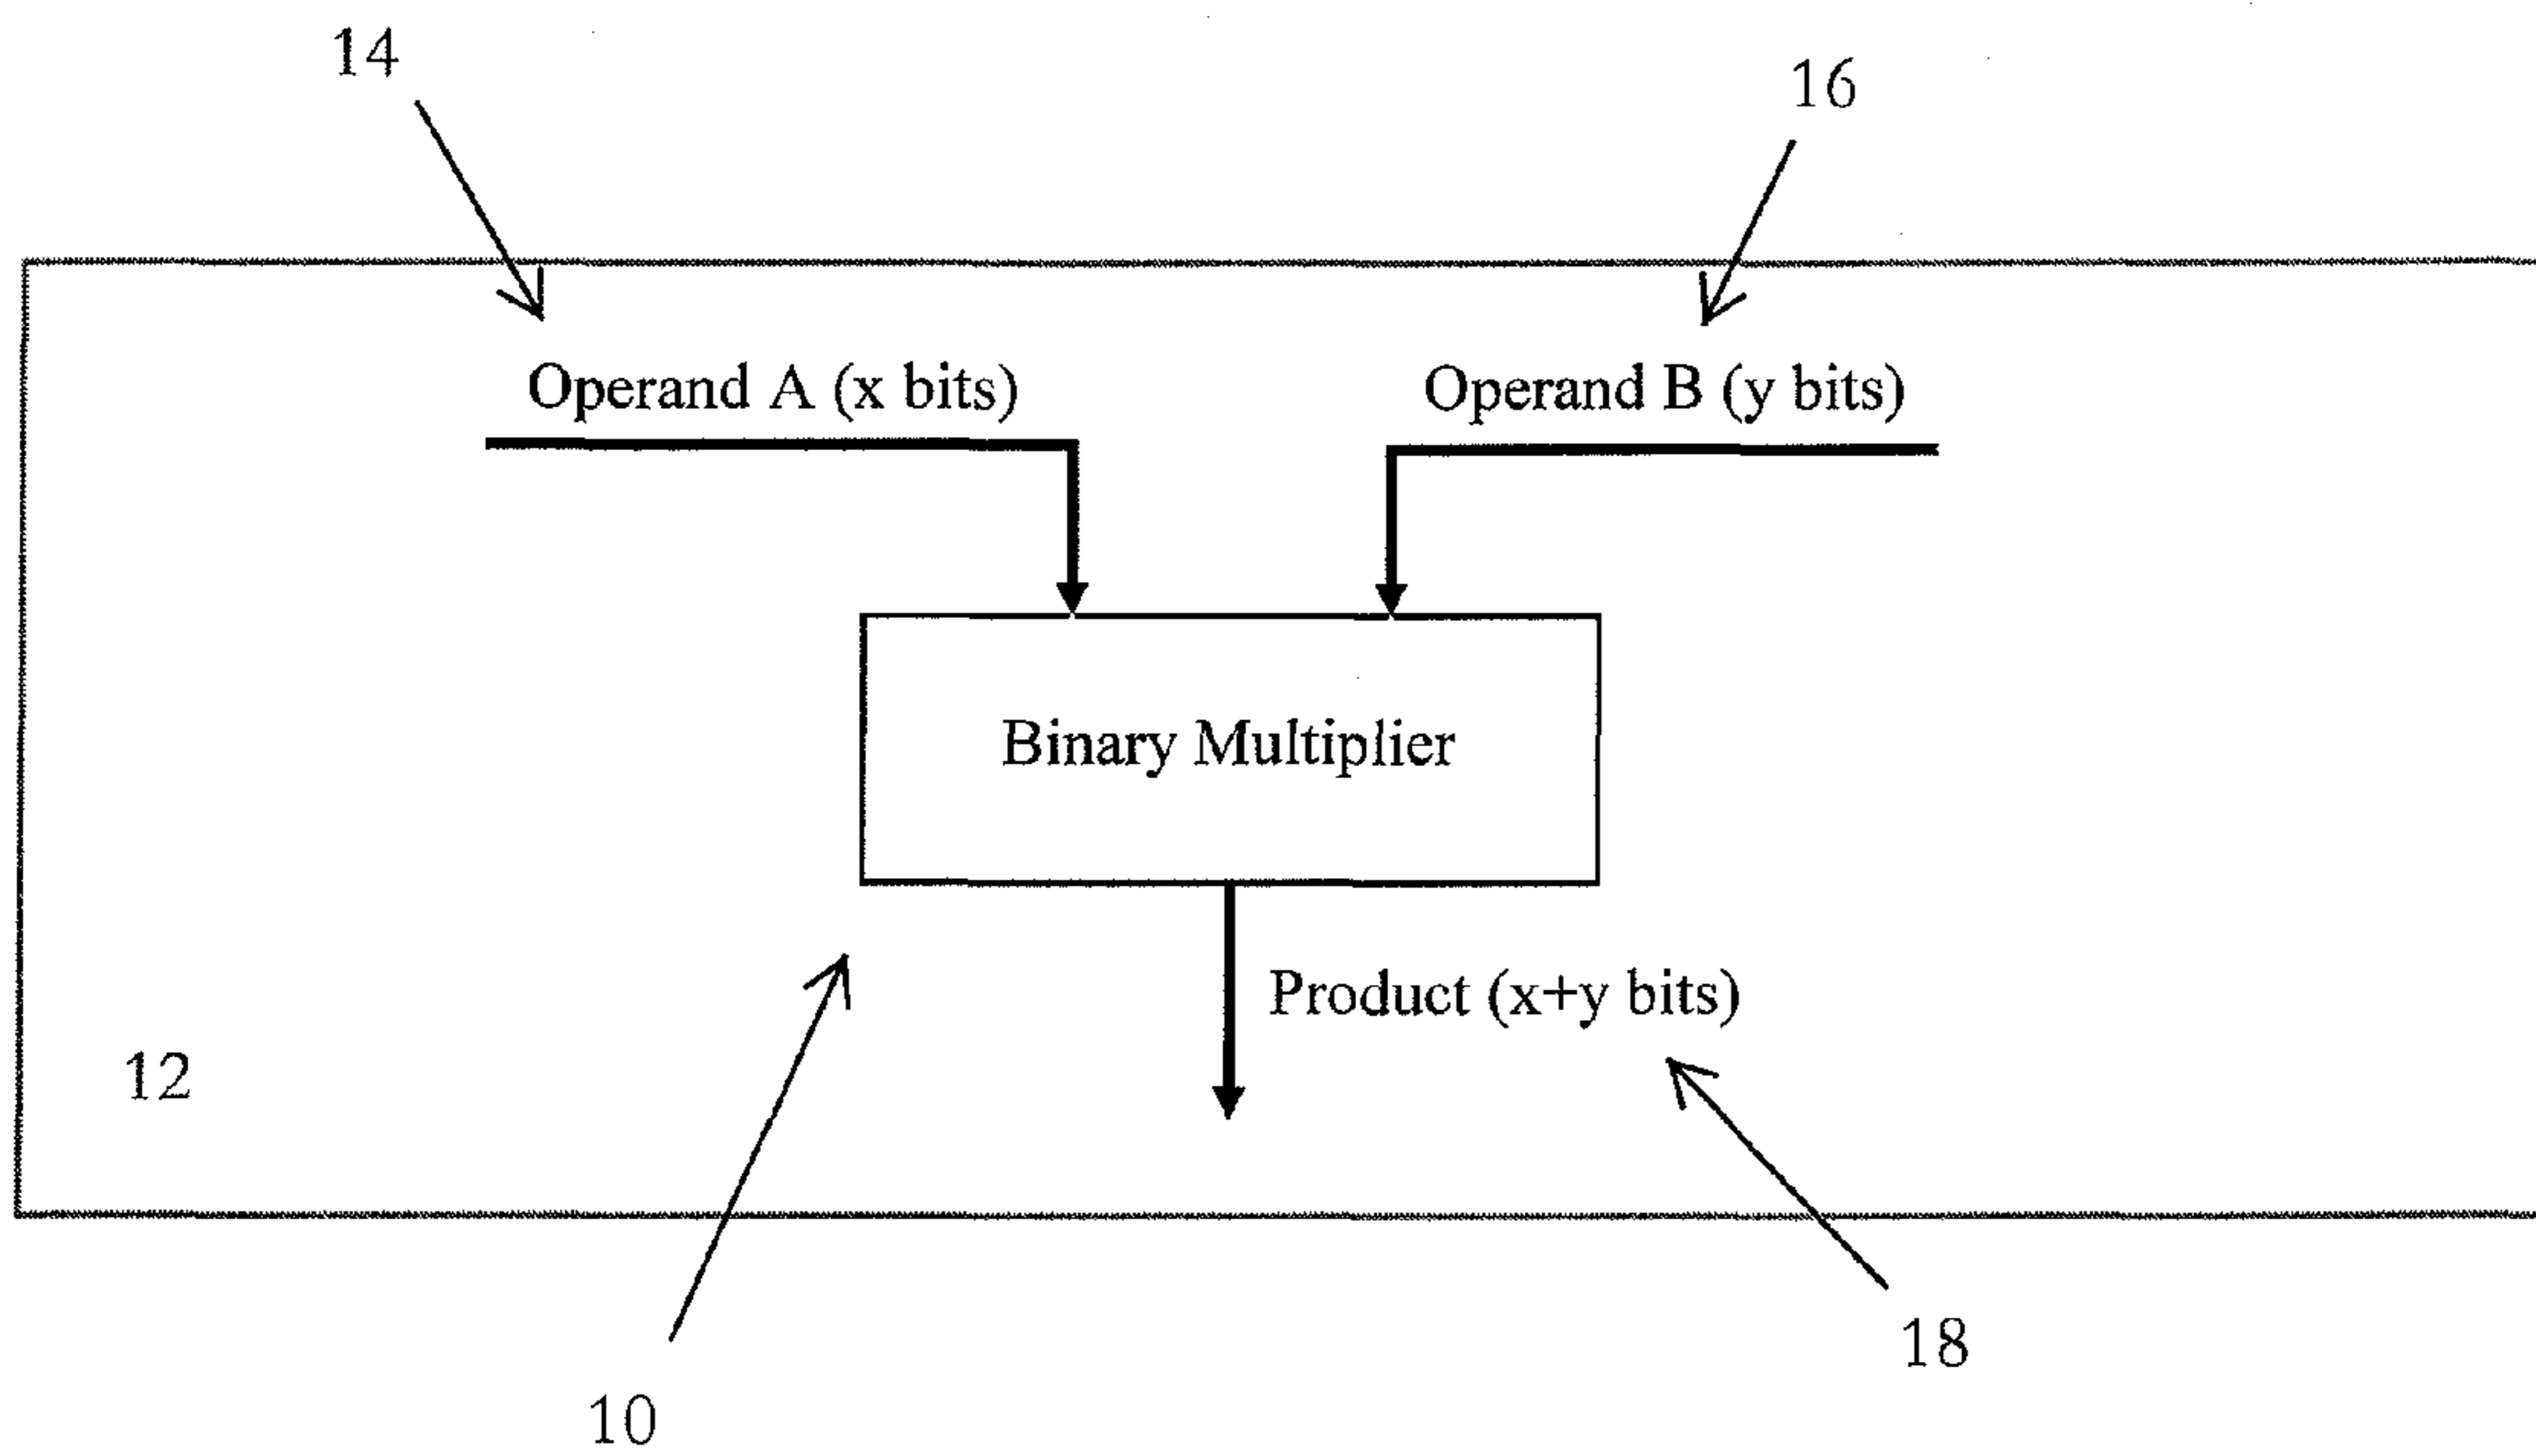 14
16
Operand A (x bits)
Operand B (y bits)
Binary Multiplier
Product (x+y bits)
12
18
10